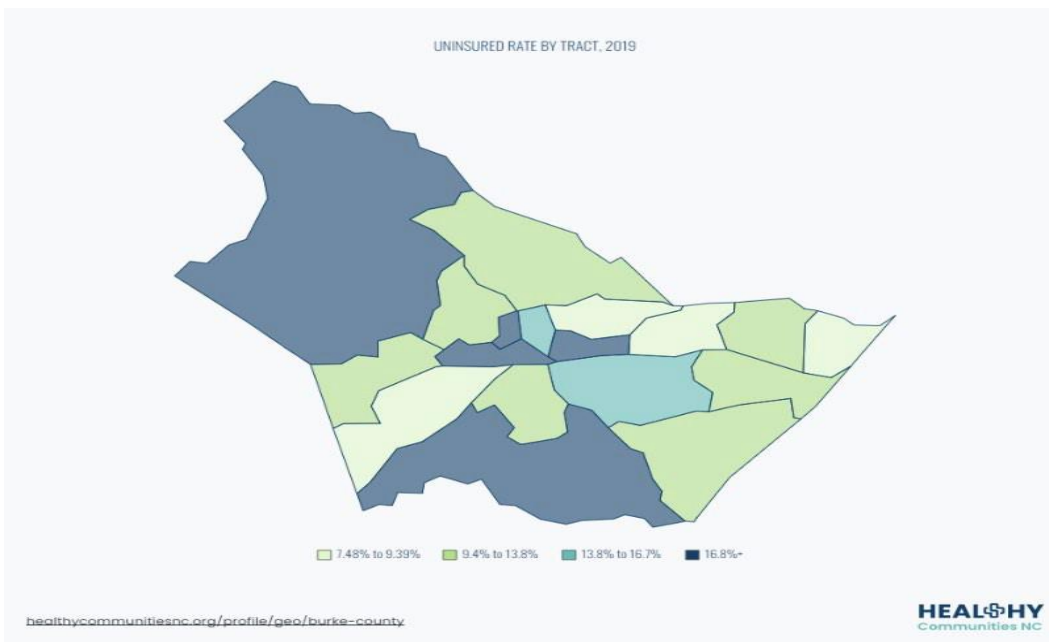 UNINSURED RATE BY TRACT, 2019
7.48% to 9.39% 9.4% to 13.8% 13.8% to 16.7% 16.8%+
healthycommunitiesnc.org/profile/geo/burke-county
HEALTHY
Communities NC